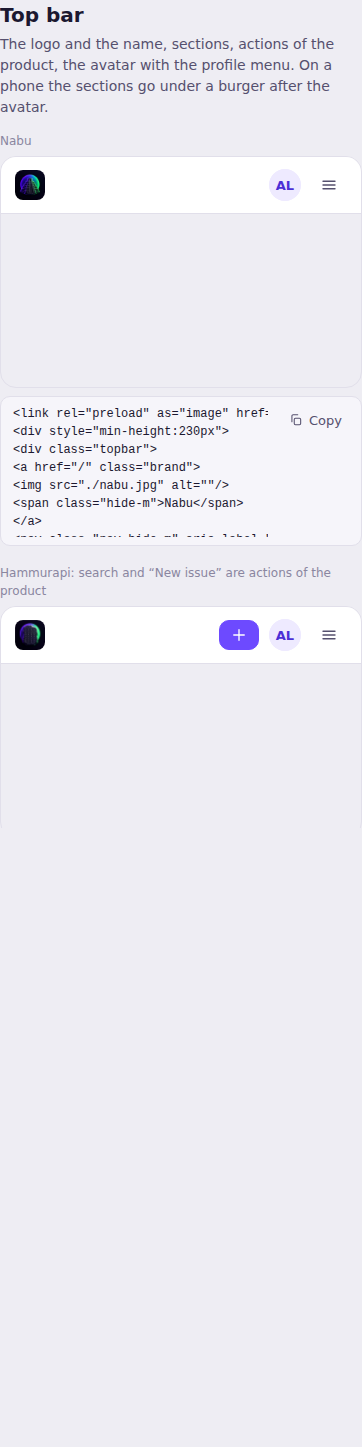 Top bar
The logo and the name, sections, actions of the
product, the avatar with the profile menu. On a
phone the sections go under a burger after the
avatar.
Nabu
AL
<link rel="preload" as="image" href=
Copy
<div style="min-height:230px">
<div class="topbar">
<a href="/" class="brand">
<img src="./nabu.jpg" alt=""/>
<span class="hide-m">Nabu</span>
</a>
Hammurapi: search and “New issue” are actions of the
product
AL